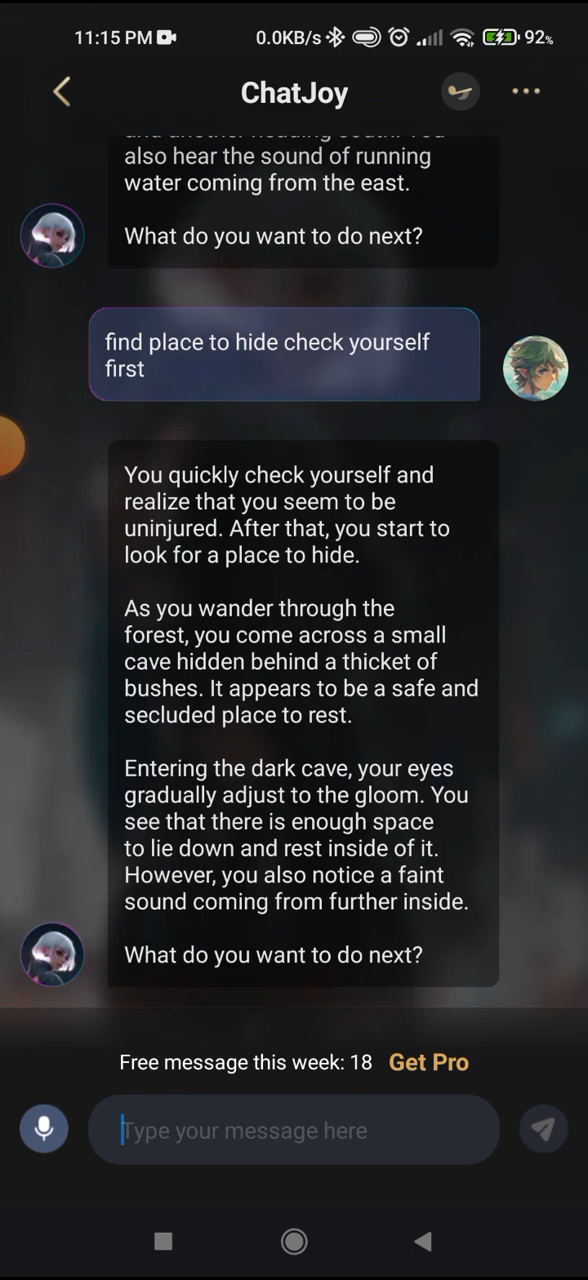 11:15 PM
0.0KB/s
92%
ChatJoy
also hear the sound of running
water coming from the east.
What do you want to do next?
find place to hide check yourself
first
You quickly check yourself and
realize that you seem to be
uninjured. After that, you start to
look for a place to hide.
As you wander through the
forest, you come across a small
cave hidden behind a thicket of
bushes. It appears to be a safe and
secluded place to rest.
Entering the dark cave, your eyes
gradually adjust to the gloom. You
see that there is enough space
to lie down and rest inside of it.
However, you also notice a faint
sound coming from further inside.
What do you want to do next?
Free message this week: 18 Get Pro
Type your message here